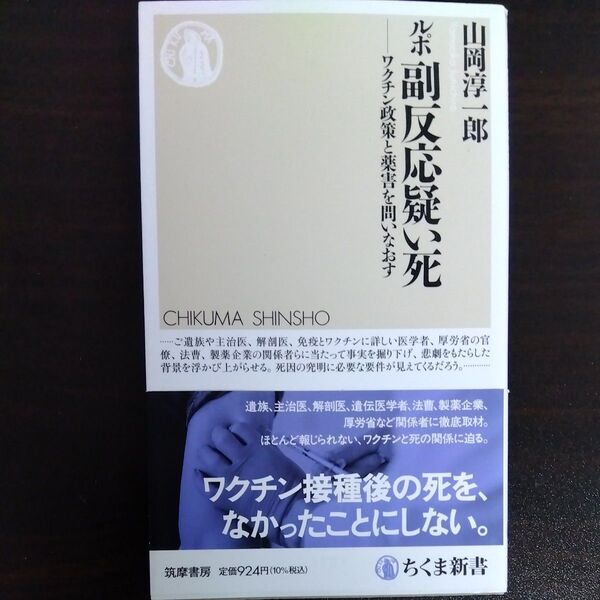 山岡淳一郎
ルポ 副反応疑い死
――ワクチン政策と薬害を問いなおす
CHIKUMA SHINSHO
……ご遺族や主治医、解剖医、免疫とワクチンに詳しい医学者、厚労省の官
僚、法曹、製薬企業の関係者らに当たって事実を掘り下げ、悲劇をもたらした
背景を浮かび上がらせる。死因の究明に必要な要件が見えてくるだろう。…………
遺族、主治医、解剖医、遺伝医学者、法曹、製薬企業、
厚労省など関係者に徹底取材。
ほとんど報じられない、ワクチンと死の関係に迫る。
ワクチン接種後の死を、
なかったことにしない。
筑摩書房 定価924円(10%税込) ちくま新書